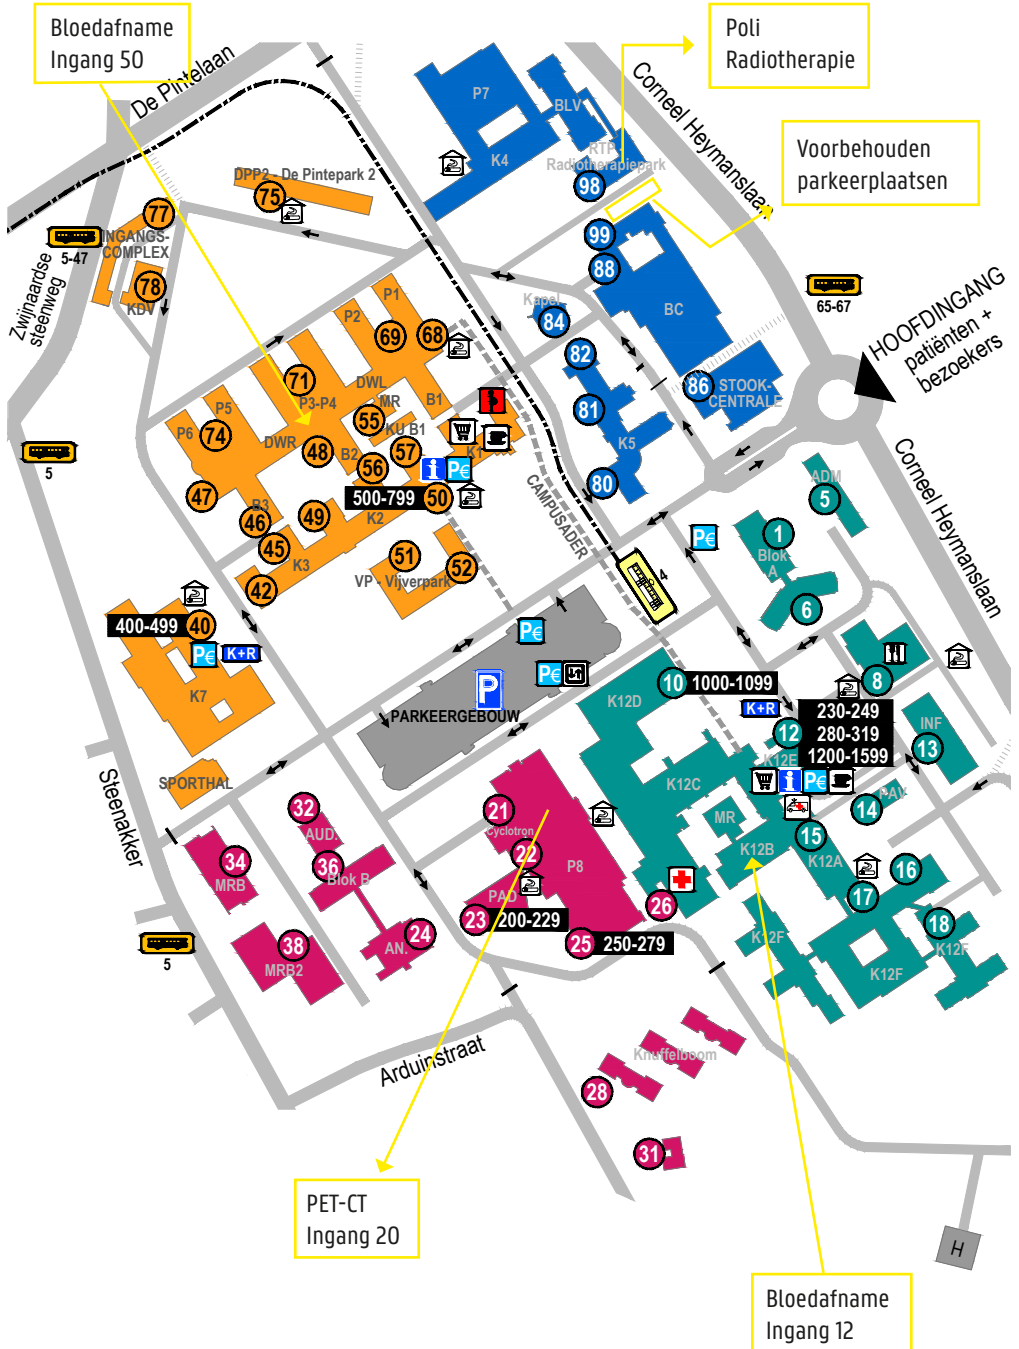 Bloedafname
Ingang 50
Poli
Radiotherapie
Voorbehouden
parkeerplaatsen
De Pintelaan
Corneel Heymanslaan
P7
BLV
K4
RTP
Radiotherapiepark
98
DPP2 - De Pintepark 2
75
77
INGANGS-
COMPLEX
5-47
78
KDV
Zwijnaardse
steenweg
99
88
BC
65-67
HOOFDINGANG
patiënten +
bezoekers
Kapel
84
82
86
STOOK-
CENTRALE
81
K5
80
P1
P2
69
68
71
P3-P4
DWL
MR
B1
P5
P6
74
DWR
55
KU B1
48
B2
57
56
K1
i
P€
500-799
50
47
46
B3
49
K2
45
K3
42
51
VP - Vijverpark
52
CAMPUSADER
5
4
P€
ADM
5
1
Blok
A
6
Corneel Heymanslaan
400-499
40
P€
K+R
K7
P€
P€
P
PARKEERGEBOUW
SPORTHAL
Steenakker
8
10
1000-1099
K12D
K+R
230-249
280-319
1200-1599
12
K12E
i
P€
INF
13
K12C
MR
PAV
14
15
K12B
K12A
16
17
18
K12F
K12F
K12F
32
AUD.
34
MRB
36
Blok B
38
MRB2
24
AN.
21
Cyclotron
22
P8
PAD
23
200-229
25
250-279
26
5
Arduinstraat
Knuffelboom
28
31
PET-CT
Ingang 20
H
Bloedafname
Ingang 12